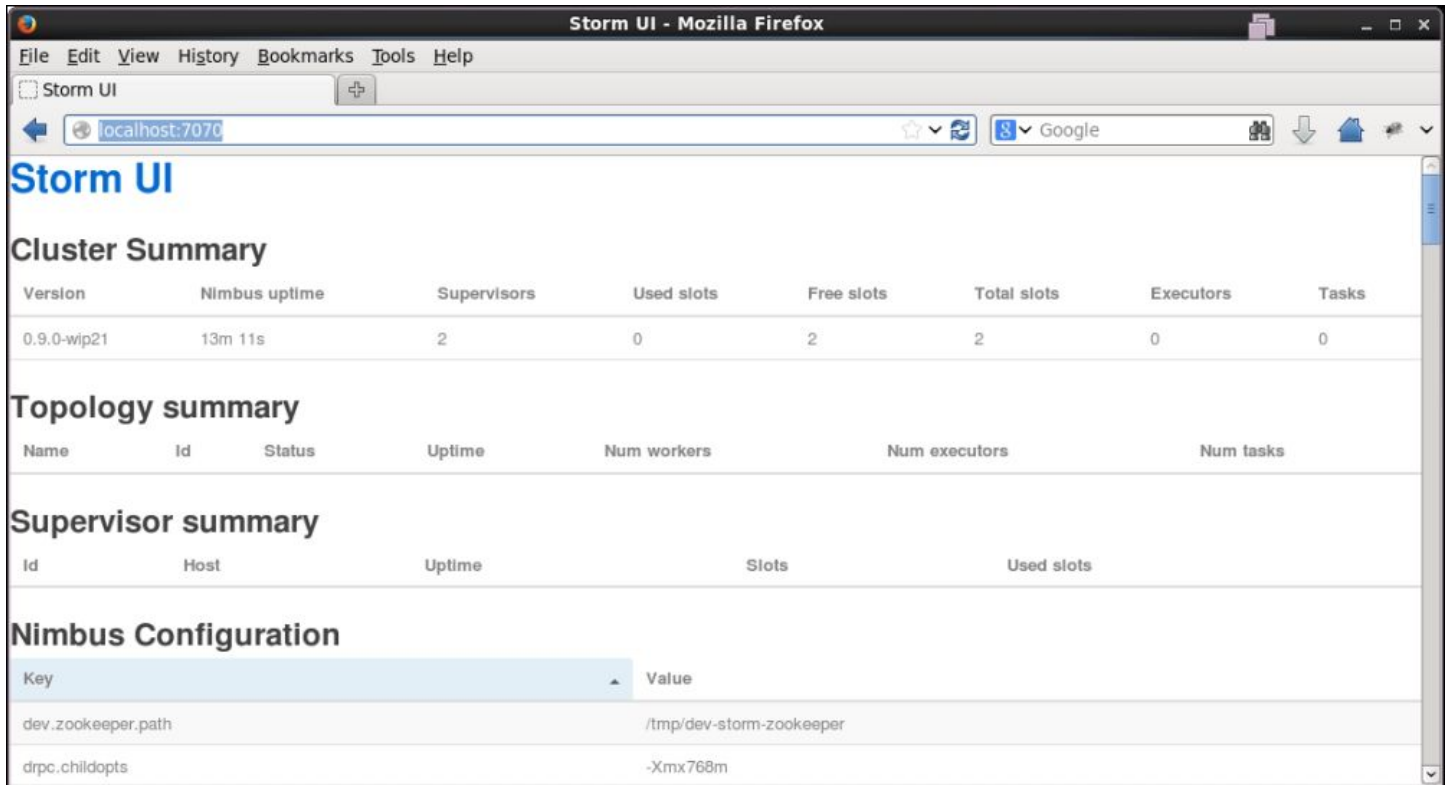 Storm UI - Mozilla Firefox
File Edit View History Bookmarks Tools Help
Storm UI
localhost:7070 Google
Storm UI
Cluster Summary
Version Nimbus uptime Supervisors Used slots Free slots Total slots Executors Tasks
0.9.0-wip21 13m 11s 2 0 2 2 0 0
Topology summary
Name Id Status Uptime Num workers Num executors Num tasks
Supervisor summary
Id Host Uptime Slots Used slots
Nimbus Configuration
Key Value
dev.zookeeper.path /tmp/dev-storm-zookeeper
drpc.childopts -Xmx768m